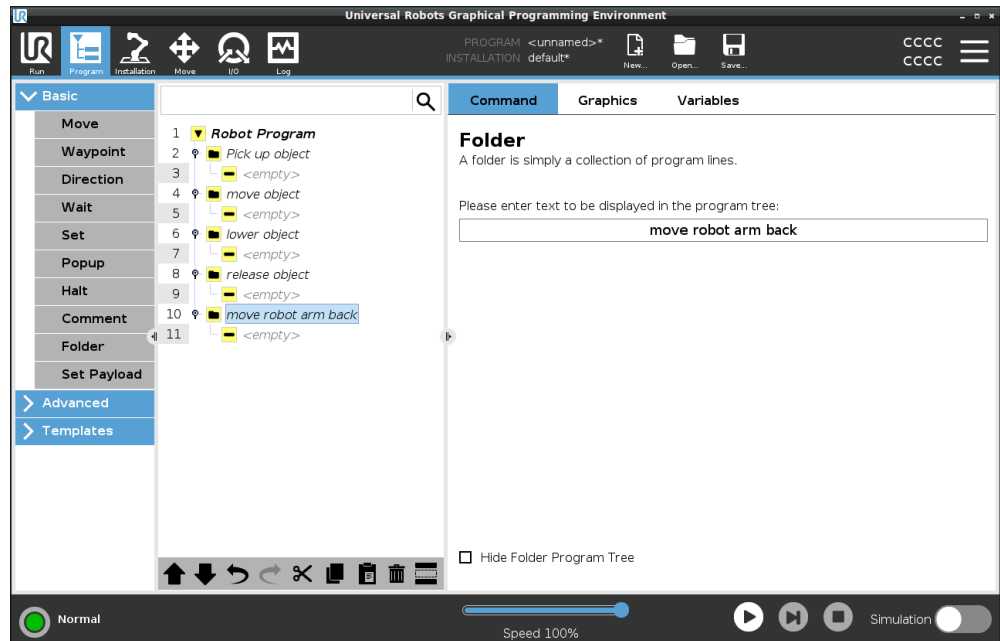 Universal Robots Graphical Programming Environment
PROGRAM <unnamed>*
INSTALLATION default*
Run
Program
Installation
Move
I/O
Log
New...
Open...
Save...
CCCC
CCCC
Basic
Move
Waypoint
Direction
Wait
Set
Popup
Halt
Comment
Folder
Set Payload
Advanced
Templates
1 Robot Program
2 Pick up object
3 <empty>
4 move object
5 <empty>
6 lower object
7 <empty>
8 release object
9 <empty>
10 move robot arm back
11 <empty>
Command Graphics Variables
Folder
A folder is simply a collection of program lines.
Please enter text to be displayed in the program tree:
move robot arm back
Hide Folder Program Tree
Normal
Speed 100%
Simulation